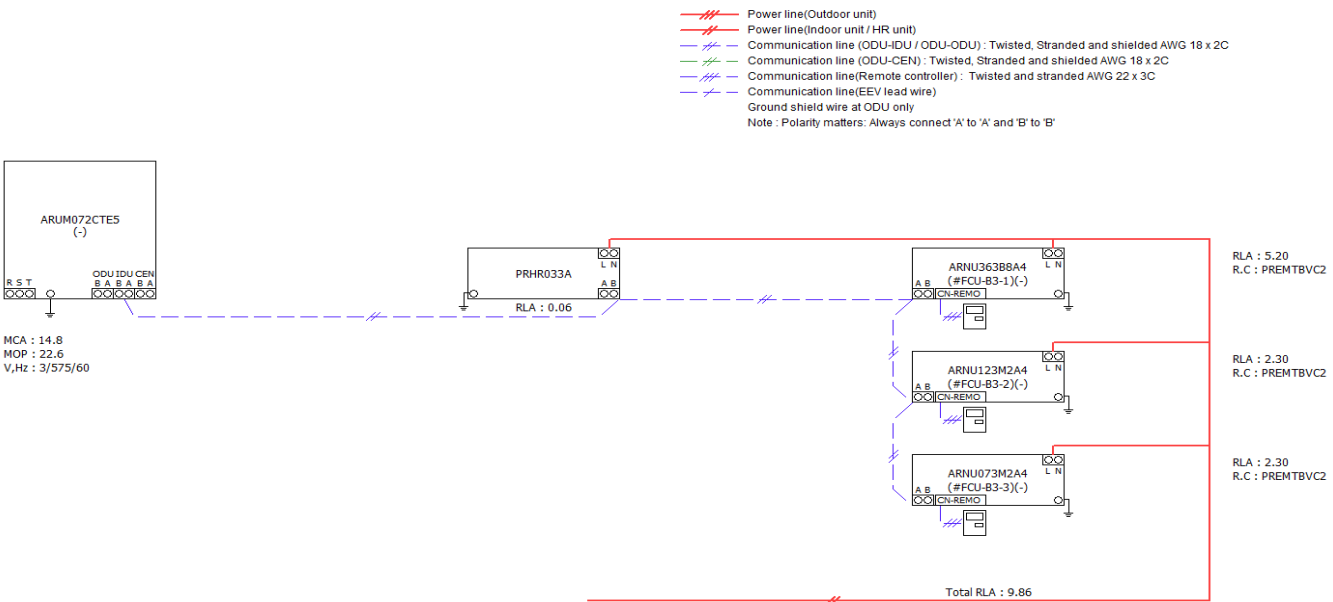 Power line(Outdoor unit)
Power line(Indoor unit / HR unit)
Communication line (ODU-IDU / ODU-ODU) : Twisted, Stranded and shielded AWG 18 x 2C
Communication line (ODU-CEN) : Twisted, Stranded and shielded AWG 18 x 2C
Communication line(Remote controller) : Twisted and stranded AWG 22 x 3C
Communication line(EEV lead wire)
Ground shield wire at ODU only
Note : Polarity matters: Always connect 'A' to 'A' and 'B' to 'B'
ARUM072CTE5
(-)
ODU IDU CEN
R S T
B A B A B A
MCA : 14.8
MOP : 22.6
V,Hz : 3/575/60
PRHR033A
L N
A B
RLA : 0.06
ARNU363B8A4
(#FCU-B3-1)(-)
L N
A B
CN-REMO
RLA : 5.20
R.C : PREMTBVC2
ARNU123M2A4
(#FCU-B3-2)(-)
L N
A B
CN-REMO
RLA : 2.30
R.C : PREMTBVC2
ARNU073M2A4
(#FCU-B3-3)(-)
L N
A B
CN-REMO
RLA : 2.30
R.C : PREMTBVC2
Total RLA : 9.86